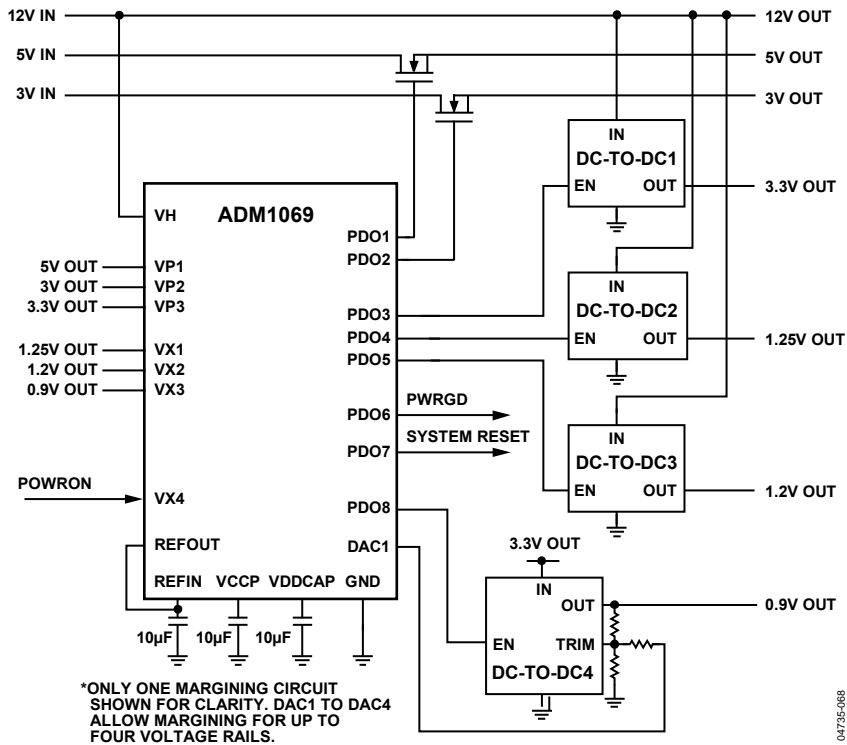 12V IN
12V OUT
5V IN
5V OUT
3V IN
3V OUT
IN
DC-TO-DC1
EN OUT
3.3V OUT
ADM1069
VH
PDO1
PDO2
5V OUT VP1
3V OUT VP2
3.3V OUT VP3
PDO3
IN
DC-TO-DC2
EN OUT
1.25V OUT
PDO4
PDO5
1.25V OUT VX1
1.2V OUT VX2
0.9V OUT VX3
PDO6 PWRGD
PDO7 SYSTEM RESET
IN
DC-TO-DC3
EN OUT
1.2V OUT
POWRON VX4
PDO8
REFOUT
DAC1
REFIN VCCP VDDCAP GND
10µF 10µF 10µF
3.3V OUT
IN
OUT
0.9V OUT
EN TRIM
DC-TO-DC4
*ONLY ONE MARGINING CIRCUIT
SHOWN FOR CLARITY. DAC1 TO DAC4
ALLOW MARGINING FOR UP TO
FOUR VOLTAGE RAILS.
04735-068